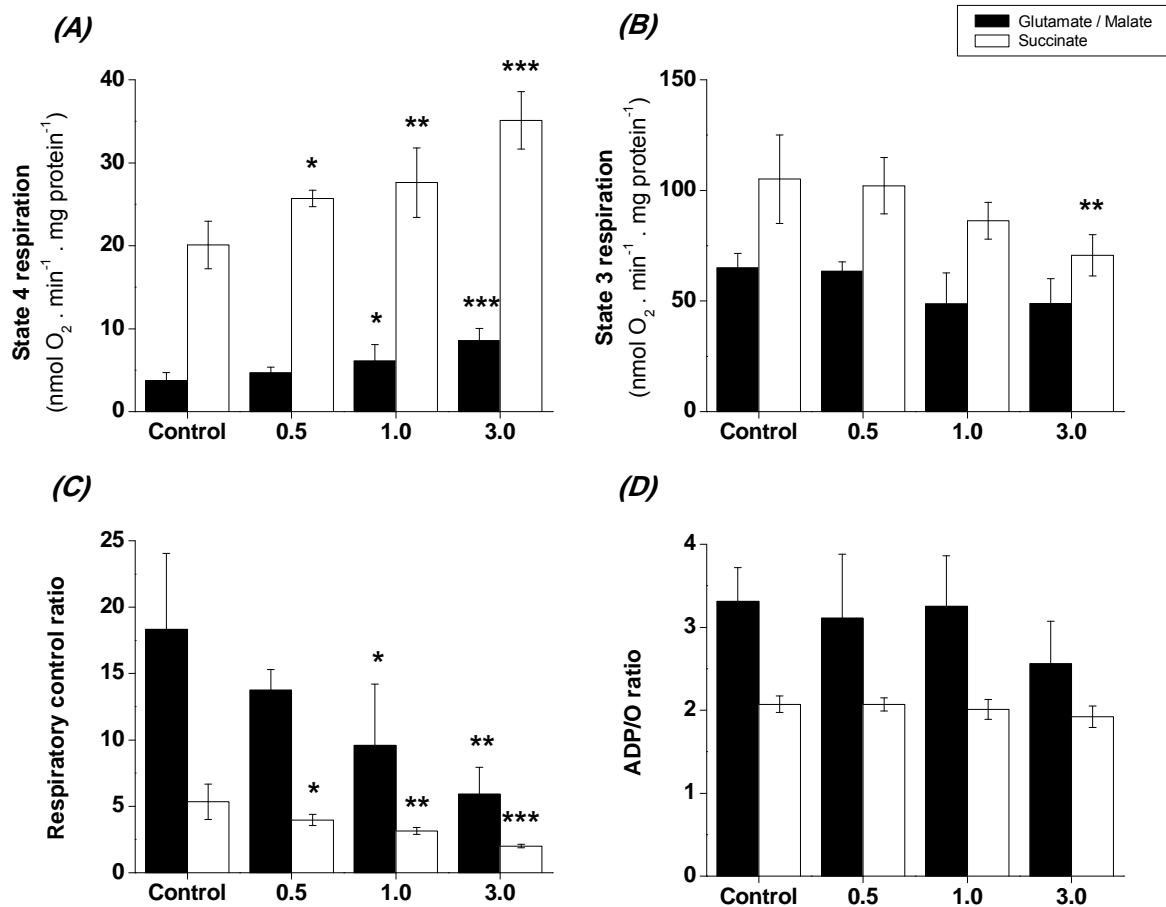 (A)
State 4 respiration
(nmol O₂ . min⁻¹ . mg protein⁻¹)
40
30
20
10
0
*
**
***
*
***
Control 0.5 1.0 3.0
(B)
Glutamate / Malate
Succinate
State 3 respiration
(nmol O₂ . min⁻¹ . mg protein⁻¹)
150
100
50
0
**
Control 0.5 1.0 3.0
(C)
Respiratory control ratio
25
20
15
10
5
0
*
**
*
**
***
Control 0.5 1.0 3.0
(D)
ADP/O ratio
4
3
2
1
0
Control 0.5 1.0 3.0